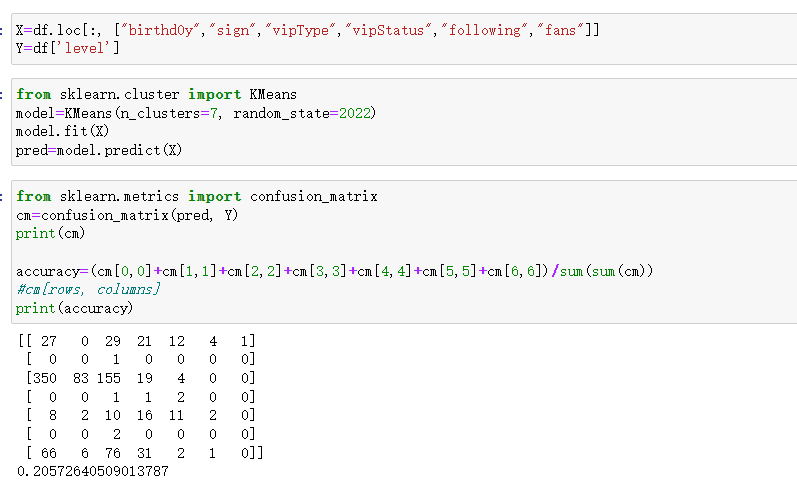 X=df.loc[:, ["birthd0y","sign","vipType","vipStatus","following","fans"]]
Y=df['level']
from sklearn.cluster import KMeans
model=KMeans(n_clusters=7, random_state=2022)
model.fit(X)
pred=model.predict(X)
from sklearn.metrics import confusion_matrix
cm=confusion_matrix(pred, Y)
print(cm)
accuracy=(cm[0,0]+cm[1,1]+cm[2,2]+cm[3,3]+cm[4,4]+cm[5,5]+cm[6,6])/sum(sum(cm))
#cm[rows, columns]
print(accuracy)
[[ 27   0  29  21  12   4   1]
 [  0   0   1   0   0   0   0]
 [350  83 155  19   4   0   0]
 [  0   0   1   1   2   0   0]
 [  8   2  10  16  11   2   0]
 [  0   0   2   0   0   0   0]
 [ 66   6  76  31   2   1   0]]
0.20572640509013787